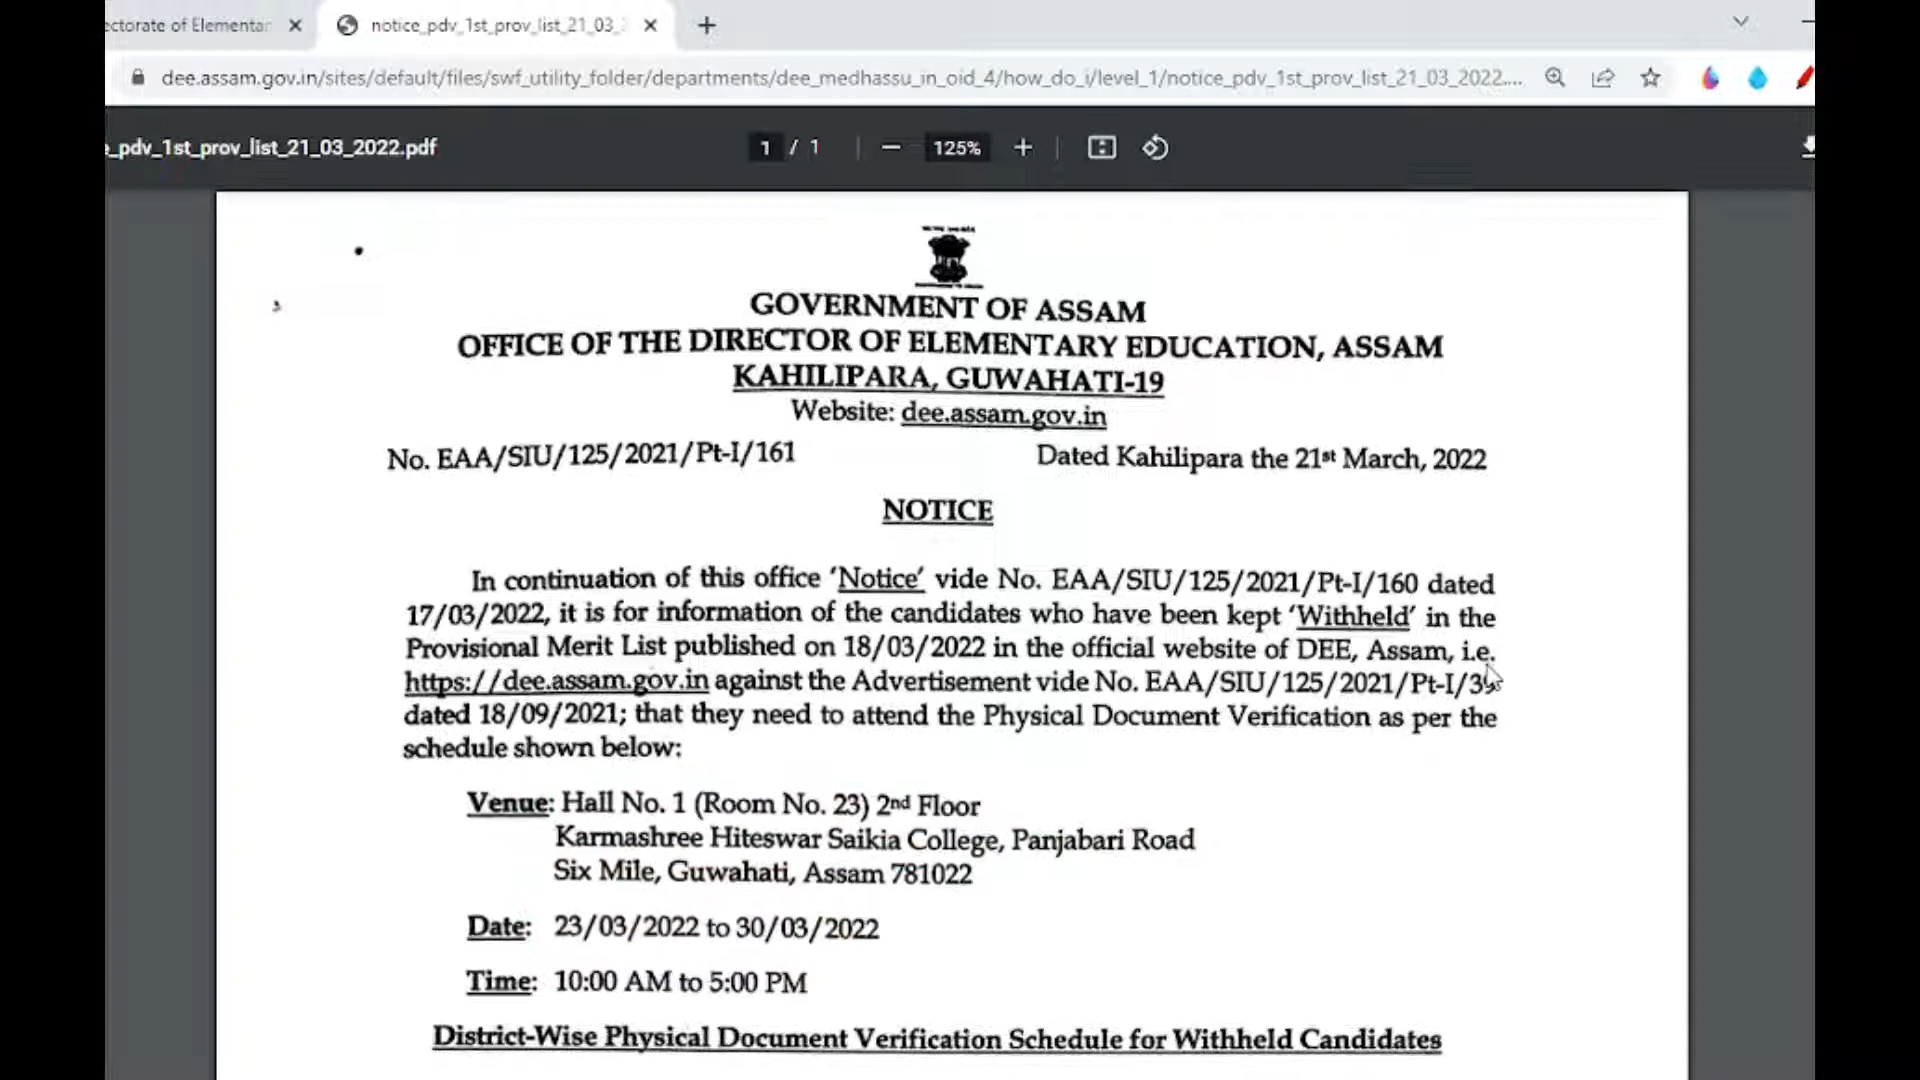 ectorate of Elementar
notice_pdv_1st_prov_list_21_03_
dee.assam.gov.in/sites/default/files/swf_utility_folder/departments/dee_medhassu_in_oid_4/how_do_i/level_1/notice_pdv_1st_prov_list_21_03_2022....
_pdv_1st_prov_list_21_03_2022.pdf
1 / 1
125%
GOVERNMENT OF ASSAM
OFFICE OF THE DIRECTOR OF ELEMENTARY EDUCATION, ASSAM
KAHILIPARA, GUWAHATI-19
Website: dee.assam.gov.in
No. EAA/SIU/125/2021/Pt-I/161
Dated Kahilipara the 21st March, 2022
NOTICE
In continuation of this office 'Notice' vide No. EAA/SIU/125/2021/Pt-I/160 dated
17/03/2022, it is for information of the candidates who have been kept 'Withheld' in the
Provisional Merit List published on 18/03/2022 in the official website of DEE, Assam, i.e.
https://dee.assam.gov.in against the Advertisement vide No.
dated 18/09/2021; that they need to attend the Physical Document Verification as per the
schedule shown below:
Venue: Hall No. 1 (Room No. 23) 2nd Floor
Karmashree Hiteswar Saikia College, Panjabari Road
Six Mile, Guwahati, Assam 781022
Date: 23/03/2022 to 30/03/2022
Time: 10:00 AM to 5:00 PM
District-Wise Physical Document Verification Schedule for Withheld Candidates